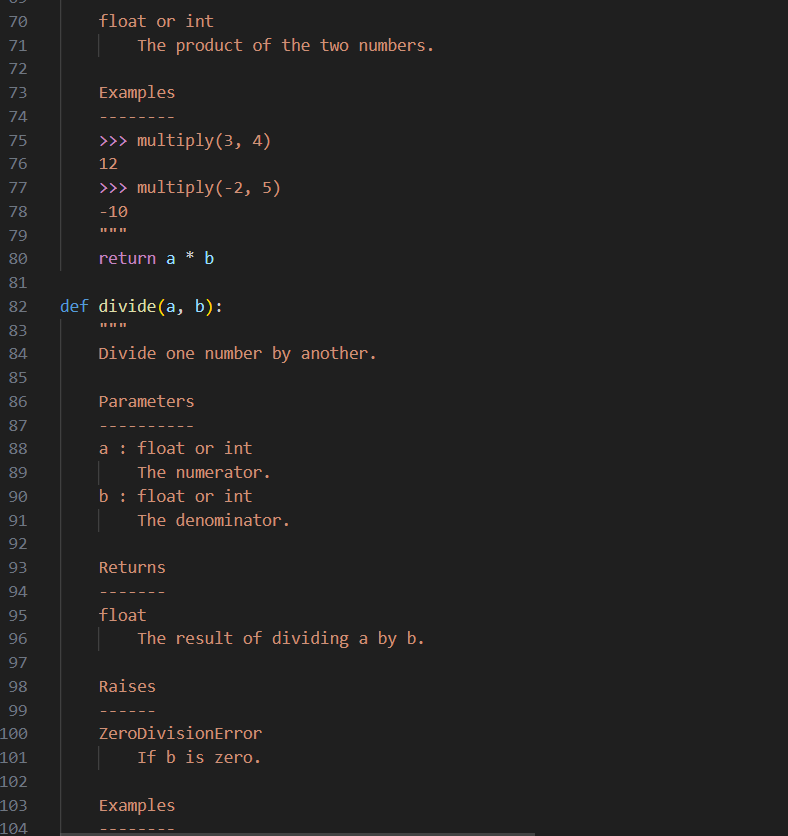 70 float or int
71 The product of the two numbers.
72
73 Examples
74 --------
75 >>> multiply(3, 4)
76 12
77 >>> multiply(-2, 5)
78 -10
79 """
80 return a * b
81
82 def divide(a, b):
83 """
84 Divide one number by another.
85
86 Parameters
87 ----------
88 a : float or int
89 The numerator.
90 b : float or int
91 The denominator.
92
93 Returns
94 -------
95 float
96 The result of dividing a by b.
97
98 Raises
99 ------
100 ZeroDivisionError
101 If b is zero.
102
103 Examples
104 --------